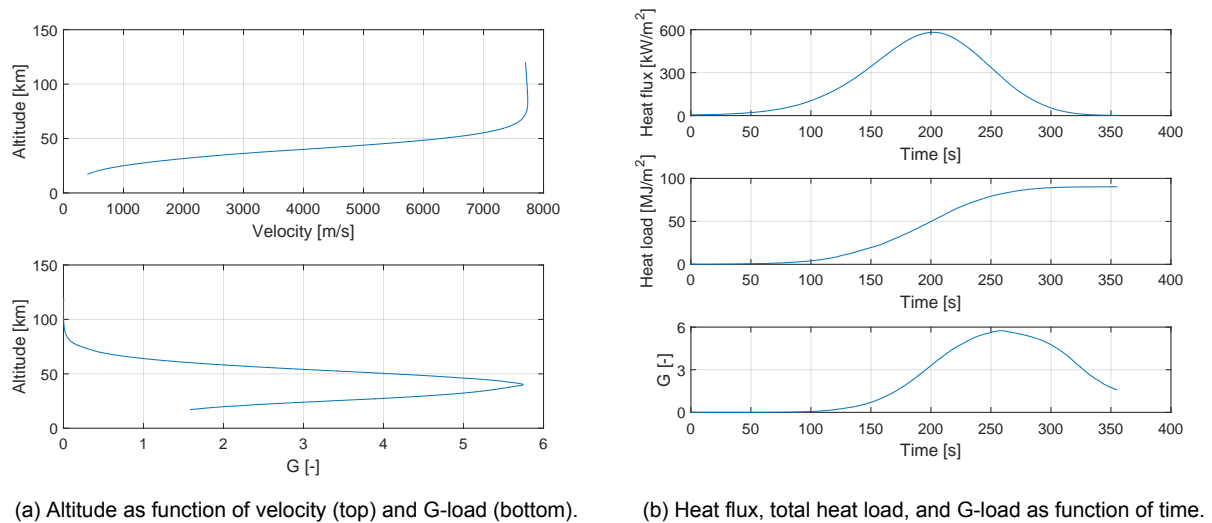 150
100
50
0
Altitude [km]
0 1000 2000 3000 4000 5000 6000 7000 8000
Velocity [m/s]
150
100
50
0
Altitude [km]
0 1 2 3 4 5 6
G [-]
(a) Altitude as function of velocity (top) and G-load (bottom).
600
300
0
Heat flux [kW/m²]
0 50 100 150 200 250 300 350 400
Time [s]
100
50
0
Heat load [MJ/m²]
0 50 100 150 200 250 300 350 400
Time [s]
6
3
0
G [-]
0 50 100 150 200 250 300 350 400
Time [s]
(b) Heat flux, total heat load, and G-load as function of time.